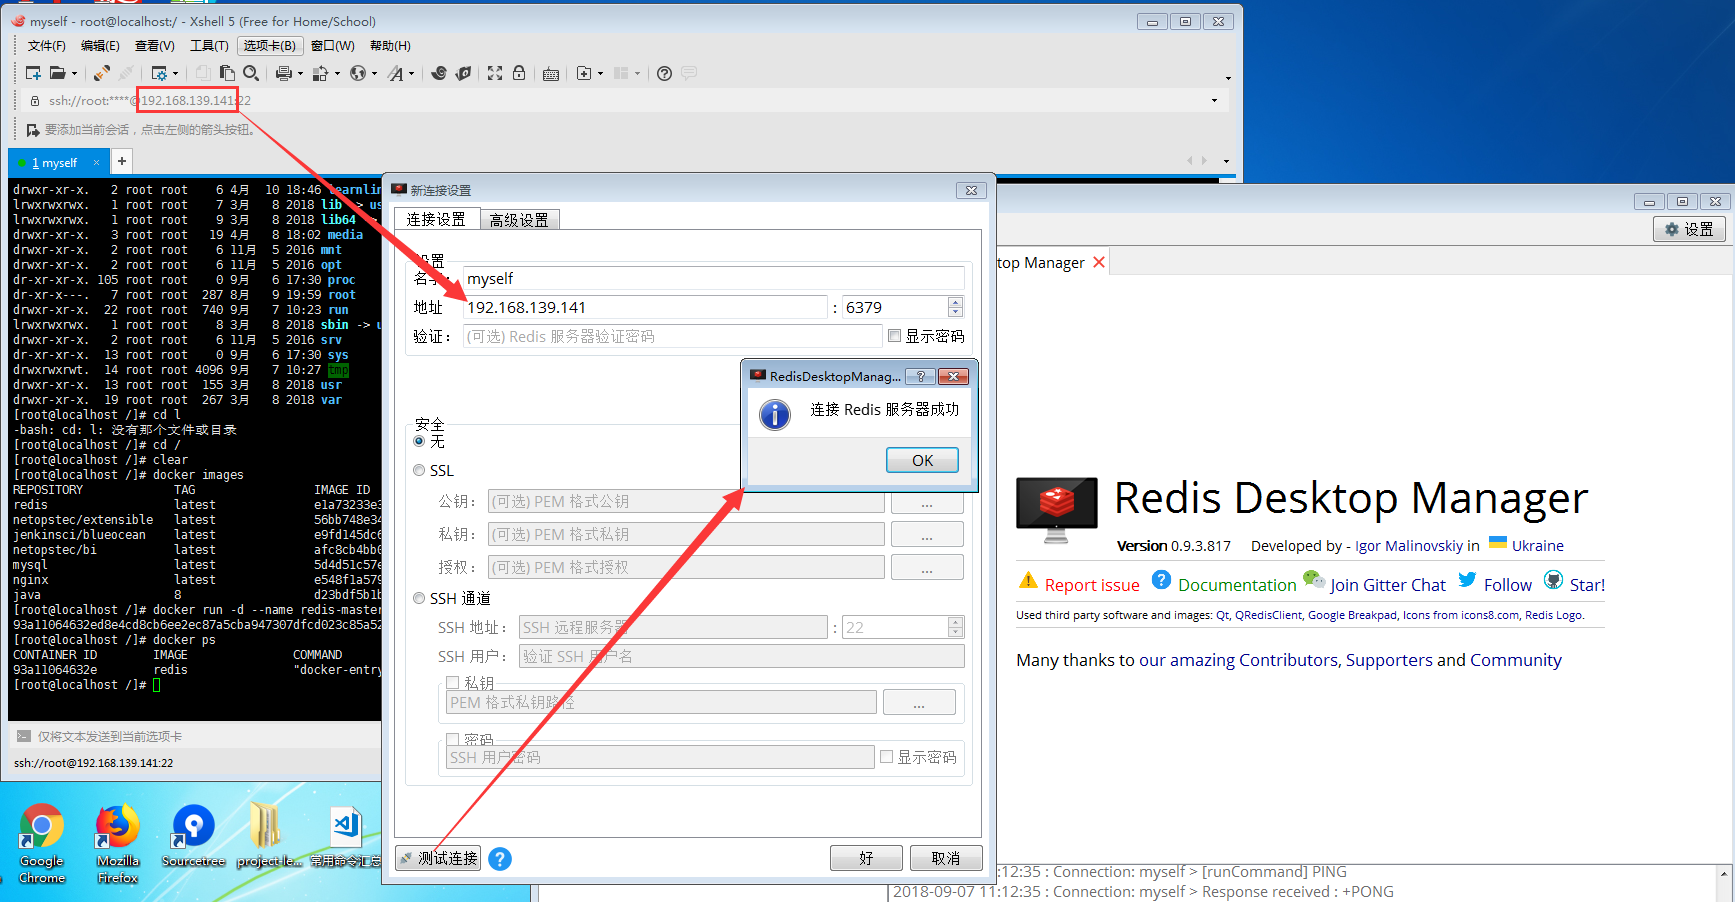 myself - root@localhost:/ - Xshell 5 (Free for Home/School)
文件(F) 编辑(E) 查看(V) 工具(T) 选项卡(B) 窗口(W) 帮助(H)
ssh://root:****@192.168.139.141:22
要添加当前会话，点击左侧的箭头按钮。
1 myself
drwxr-xr-x. 2 root root 6 4月 10 18:46
lrwxrwxrwx. 1 root root 7 3月 8 2018 lib ->
lrwxrwxrwx. 1 root root 9 3月 8 2018 lib64
drwxr-xr-x. 3 root root 19 4月 8 18:02 media
drwxr-xr-x. 2 root root 6 11月 5 2016 mnt
drwxr-xr-x. 2 root root 6 11月 5 2016 opt
dr-xr-xr-x. 105 root root 0 9月 6 17:30 proc
dr-xr-x---. 7 root root 287 8月 9 19:59 root
drwxr-xr-x. 22 root root 740 9月 7 10:23 run
lrwxrwxrwx. 1 root root 8 3月 8 2018 sbin -> u
drwxr-xr-x. 2 root root 6 11月 5 2016 srv
dr-xr-xr-x. 13 root root 0 9月 6 17:30 sys
drwxrwxrwt. 14 root root 4096 9月 7 10:27 tmp
drwxr-xr-x. 13 root root 155 3月 8 2018 usr
drwxr-xr-x. 19 root root 267 3月 8 2018 var
[root@localhost /]# cd l
-bash: cd: l: 没有那个文件或目录
[root@localhost /]# cd /
[root@localhost /]# clear
[root@localhost /]# docker images
REPOSITORY TAG IMAGE ID
redis latest e1a73233e3
netopstec/extensible latest 56bb748e34
jenkinsci/blueocean latest e9fd145dc6
netopstec/bi latest afc8cb4bb0
mysql latest 5d4d51c57e
nginx latest e548f1a579
java 8 d23bdf5b1b
[root@localhost /]# docker run -d --name redis-master
93a11064632ed8e4cd8cb6ee2ec87a5cba947307dfcd023c85a52
[root@localhost /]# docker ps
CONTAINER ID IMAGE COMMAND
93a11064632e redis "docker-entry
[root@localhost /]#
仅将文本发送到当前选项卡
ssh://root@192.168.139.141:22
新连接设置
连接设置 高级设置
设置
myself
地址 192.168.139.141 : 6379
验证： (可选) Redis 服务器验证密码 显示密码
安全
无
SSL
公钥： (可选) PEM 格式公钥 ...
私钥： (可选) PEM 格式私钥 ...
授权： (可选) PEM 格式授权 ...
SSH 通道
SSH 地址： SSH 远程服务器 : 22
SSH 用户： 验证 SSH 用户名
私钥
PEM 格式私钥路径 ...
密码
SSH 用户密码 显示密码
测试连接 好 取消
RedisDesktopManag...
连接 Redis 服务器成功
OK
设置
top Manager
Redis Desktop Manager
Version 0.9.3.817 Developed by - Igor Malinovskiy in Ukraine
Report issue Documentation Join Gitter Chat Follow Star!
Used third party software and images: Qt, QRedisClient, Google Breakpad, Icons from icons8.com, Redis Logo.
Many thanks to our amazing Contributors, Supporters and Community
:12:35 : Connection: myself > [runCommand] PING
2018-09-07 11:12:35 : Connection: myself > Response received : +PONG
Google Chrome
Mozilla Firefox
Sourcetree
project-le...
常用命令汇总